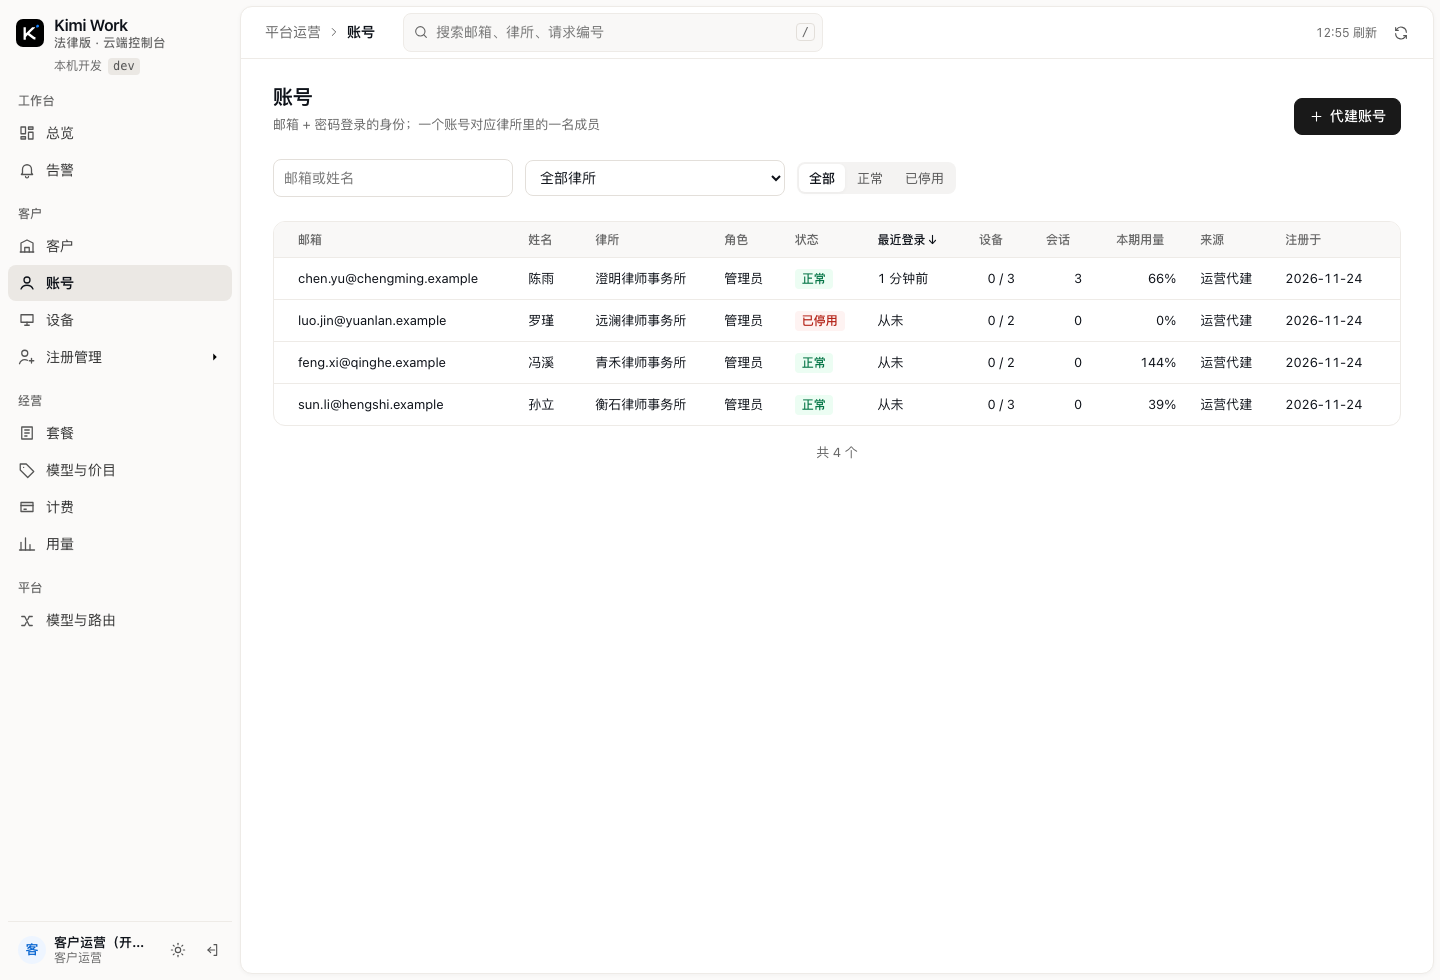 Kimi Work
法律版 · 云端控制台
本机开发 dev
工作台
总览
告警
客户
客户
账号
设备
注册管理
经营
套餐
模型与价目
计费
用量
平台
模型与路由
客户运营（开...
客户运营
平台运营 > 账号
搜索邮箱、律所、请求编号 /
12:55 刷新
账号
邮箱 + 密码登录的身份；一个账号对应律所里的一名成员
+ 代建账号
邮箱或姓名 全部律所 全部 正常 已停用
邮箱 姓名 律所 角色 状态 最近登录↓ 设备 会话 本期用量 来源 注册于
chen.yu@chengming.example 陈雨 澄明律师事务所 管理员 正常 1 分钟前 0 / 3 3 66% 运营代建 2026-11-24
luo.jin@yuanlan.example 罗瑾 远澜律师事务所 管理员 已停用 从未 0 / 2 0 0% 运营代建 2026-11-24
feng.xi@qinghe.example 冯溪 青禾律师事务所 管理员 正常 从未 0 / 2 0 144% 运营代建 2026-11-24
sun.li@hengshi.example 孙立 衡石律师事务所 管理员 正常 从未 0 / 3 0 39% 运营代建 2026-11-24
共 4 个
K
客